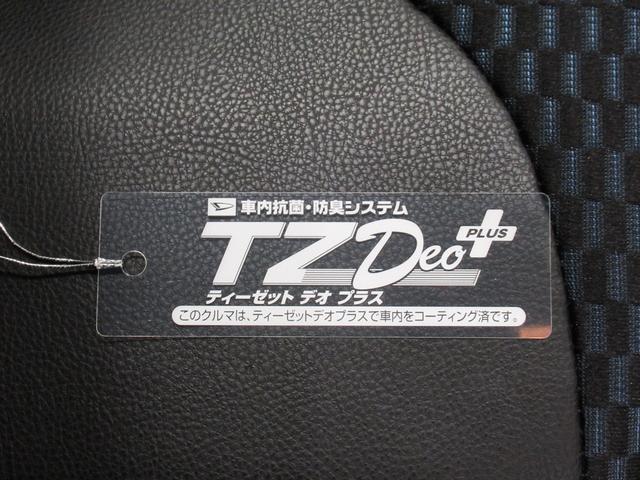 車内抗菌・防臭システム
TZ Deo PLUS
ティーゼット デオ プラス
このクルマは、ティーゼットデオプラスで車内をコーティング済です。